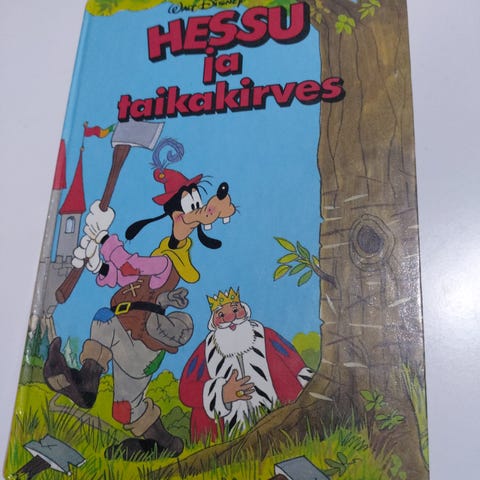 Walt Disney
HESSU
ja
taikakirves